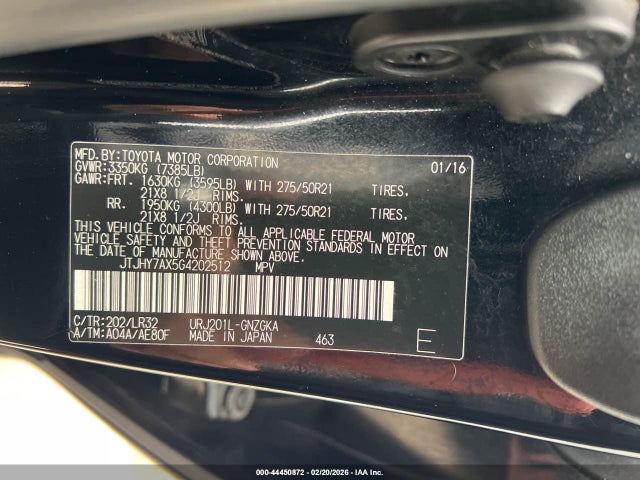 MFD.BY:TOYOTA MOTOR CORPORATION 01/16
GVWR:3350KG (7385LB)
GAWR:FRT. 1630KG (3595LB) WITH 275/50R21 TIRES,
21X8 1/2J RIMS.
RR. 1950KG (4300LB) WITH 275/50R21 TIRES,
21X8 1/2J RIMS.
THIS VEHICLE CONFORMS TO ALL APPLICABLE FEDERAL MOTOR
VEHICLE SAFETY AND THEFT PREVENTION STANDARDS IN EFFECT ON
THE DATE OF MANUFACTURE SHOWN ABOVE.
JTJHY7AX5G4202512 MPV
C/TR:202/LR32 URJ201L-GNZGKA
A/TM:A04A/AE80F MADE IN JAPAN 463 E
000-44450872 - 02/20/2026 - IAA Inc.